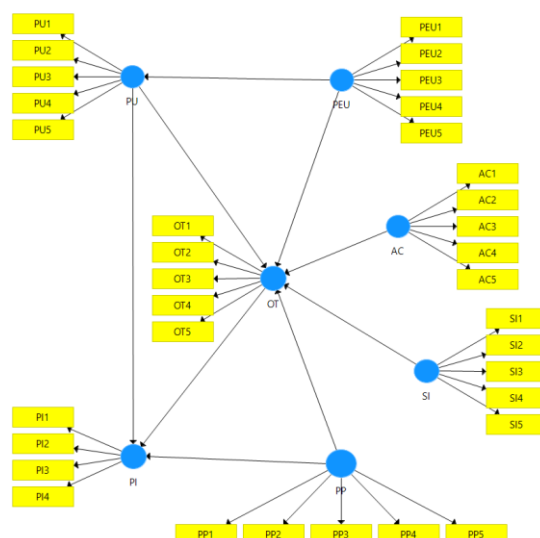 PU1
PU2
PU3
PU4
PU5
PU
PEU1
PEU2
PEU3
PEU4
PEU5
PEU
AC1
AC2
AC3
AC4
AC5
AC
OT1
OT2
OT3
OT4
OT5
OT
SI1
SI2
SI3
SI4
SI5
SI
PI1
PI2
PI3
PI4
PI
PP
PP1
PP2
PP3
PP4
PP5